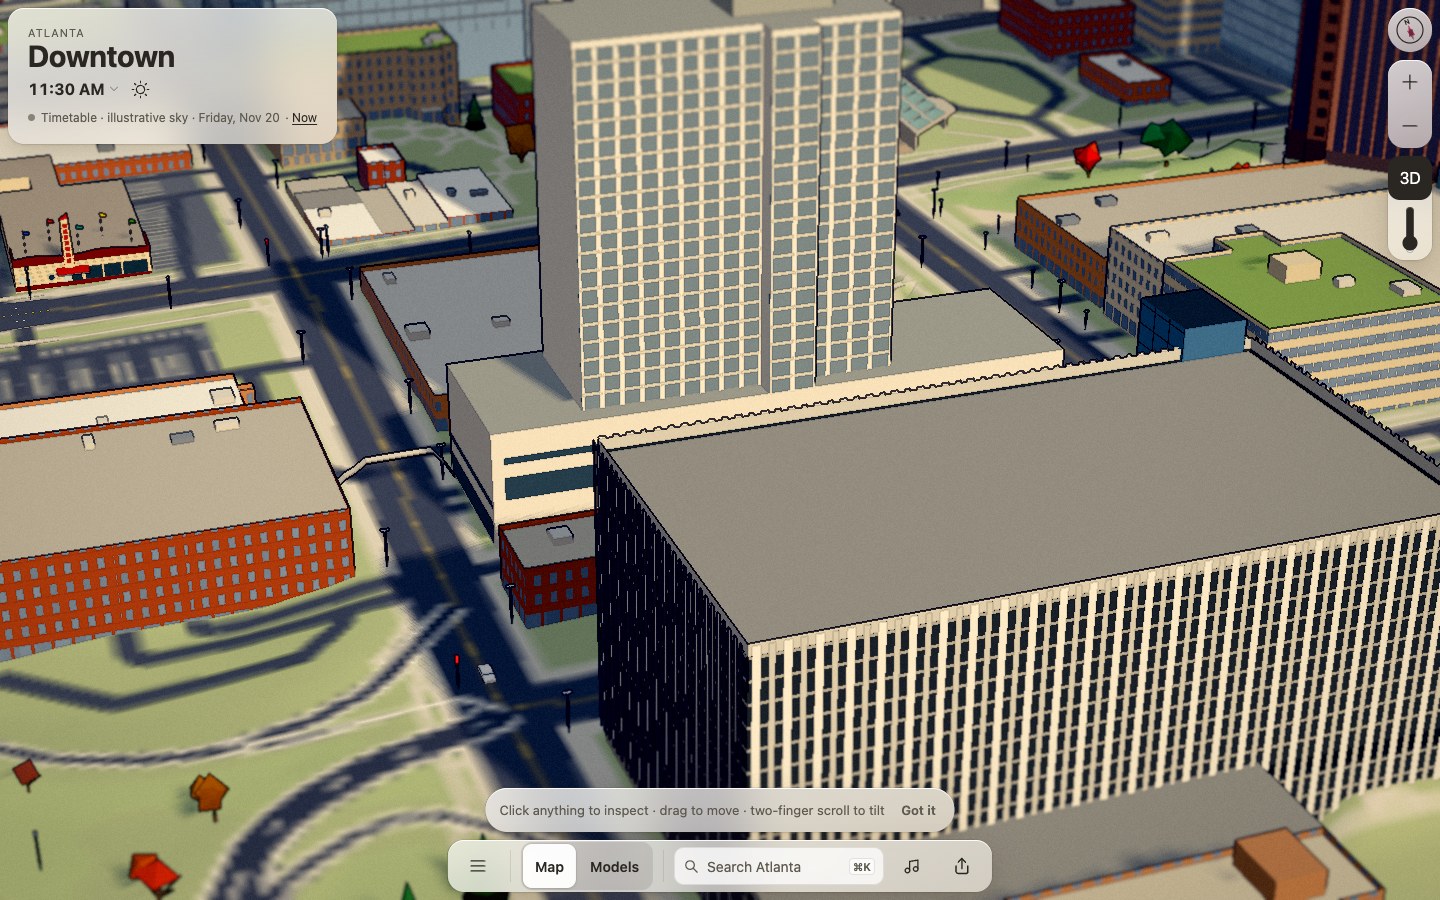 ATLANTA
Downtown
11:30 AM
Timetable · illustrative sky · Friday, Nov 20 · Now
N
3D
Click anything to inspect · drag to move · two-finger scroll to tilt Got it
Map Models Search Atlanta ⌘K